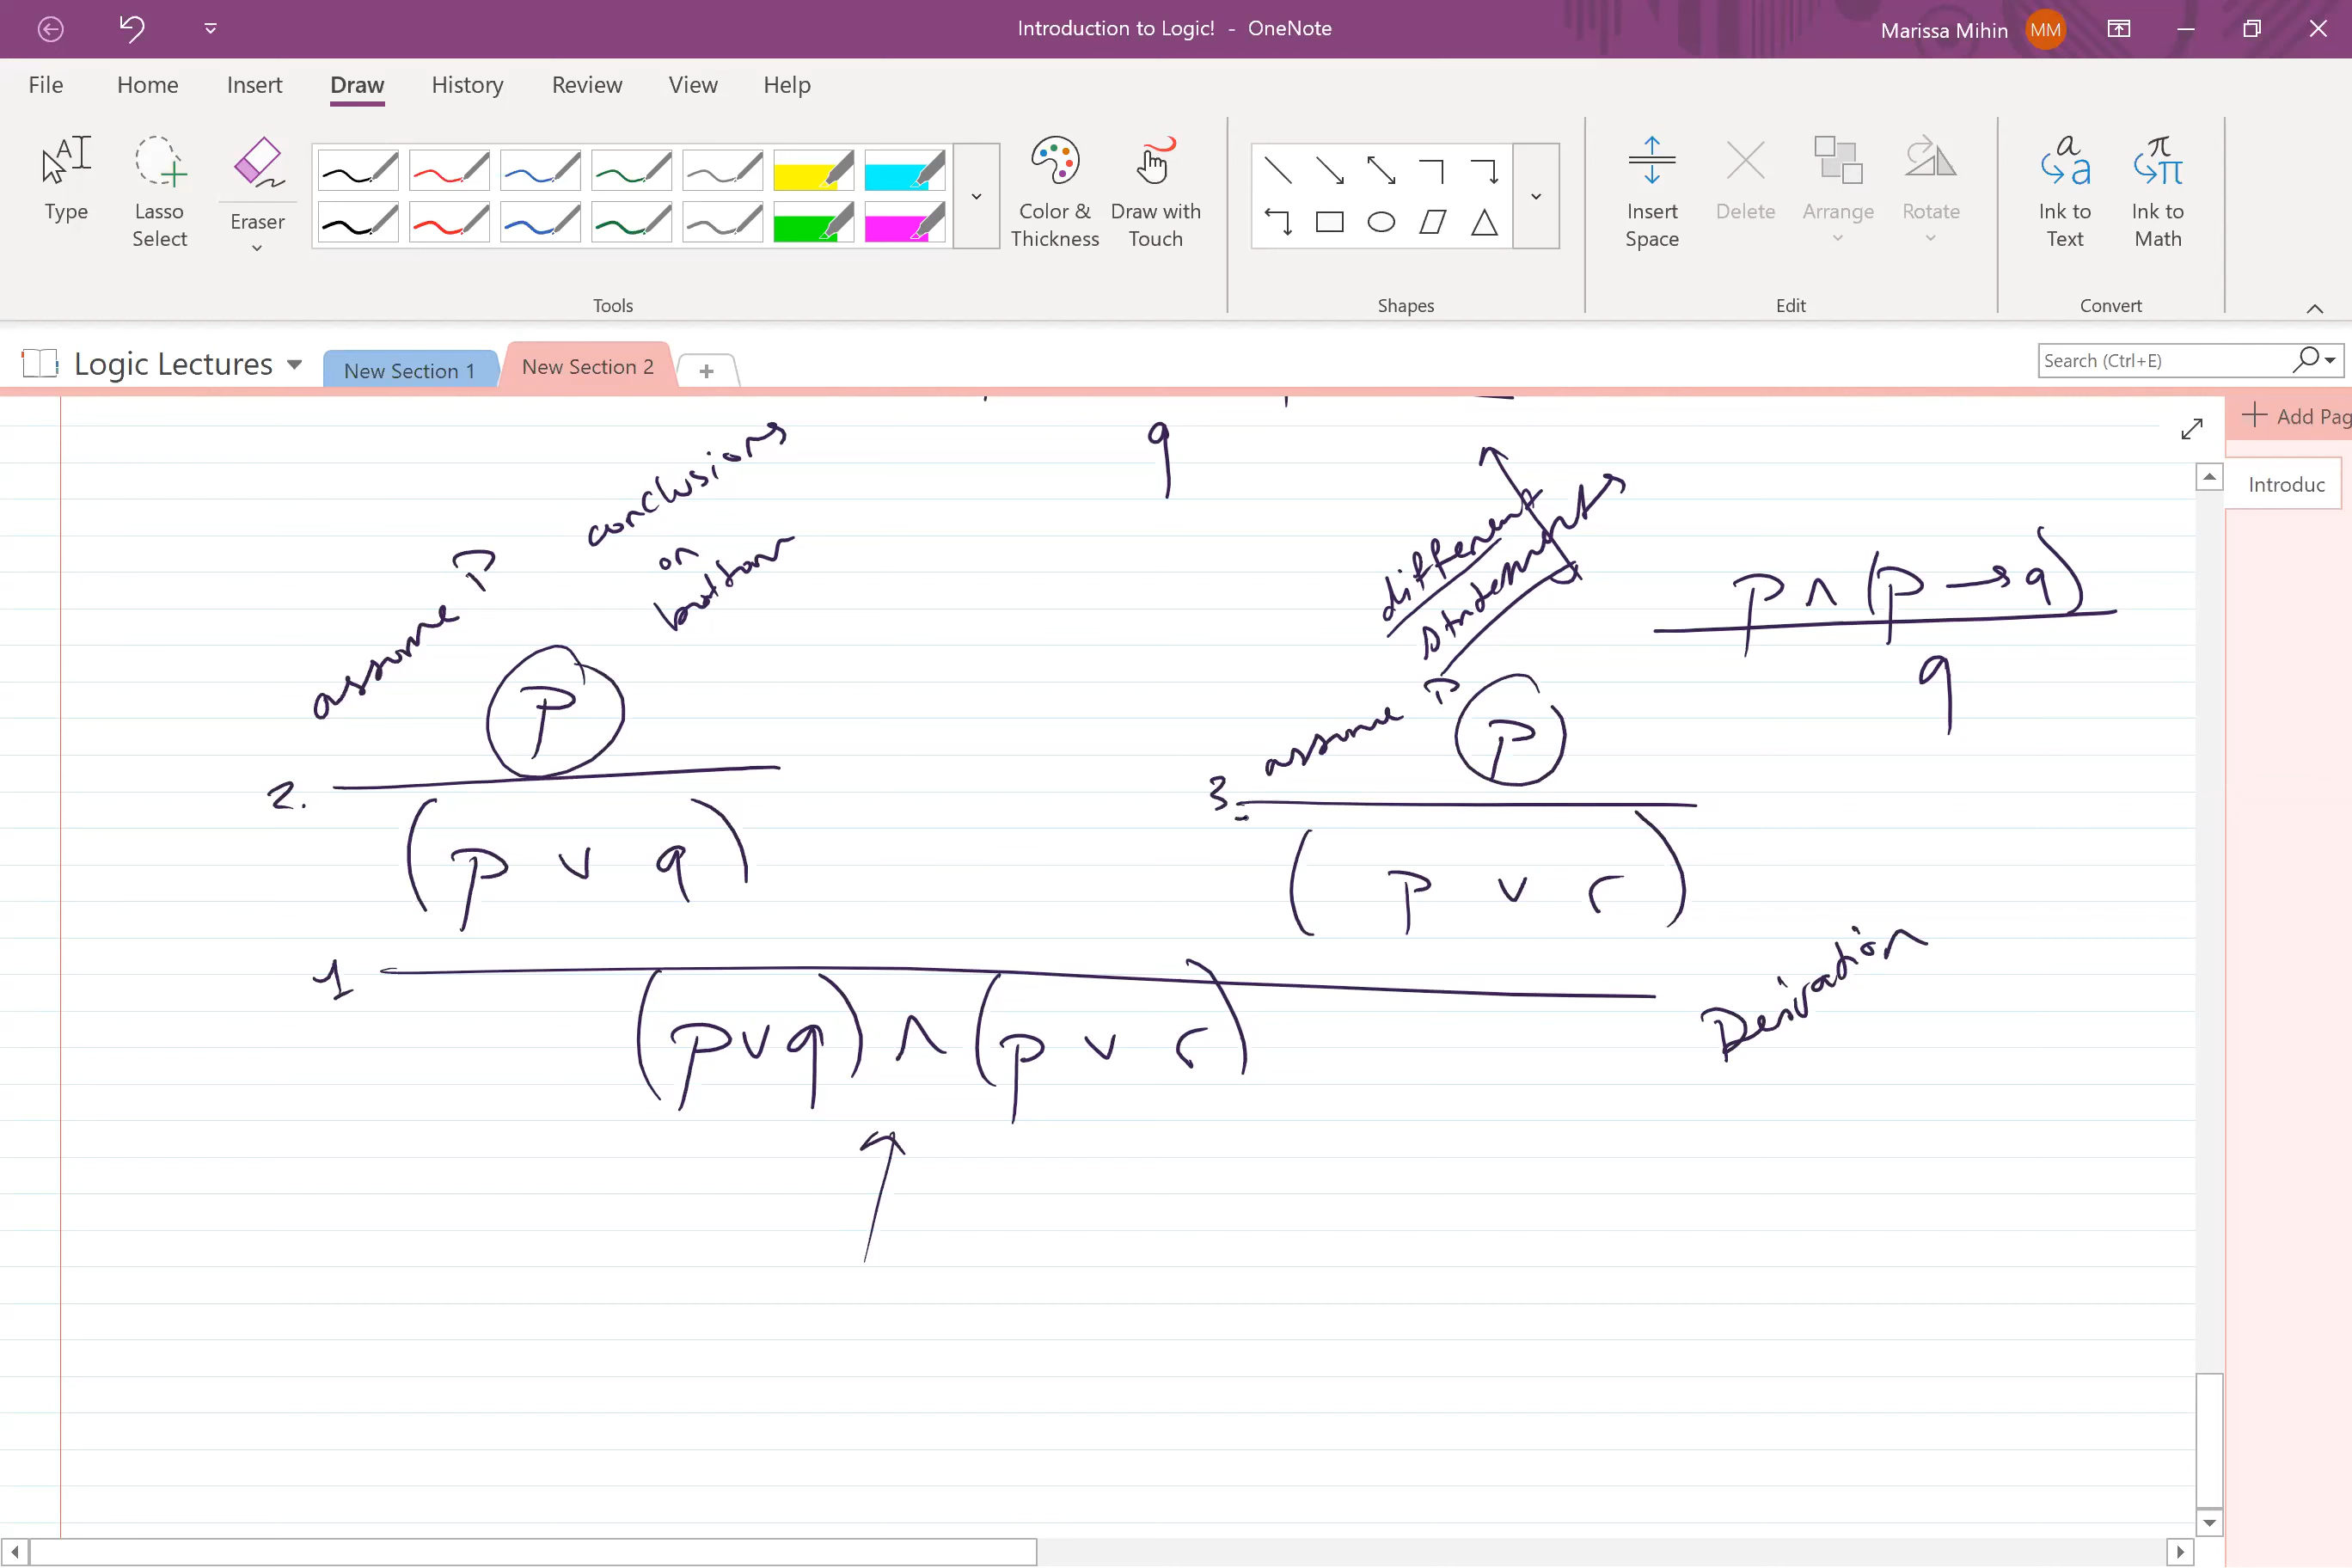 Introduction to Logic! - OneNote
Marissa Mihin MM
File Home Insert Draw History Review View Help
Type
Lasso Select
Eraser
Color & Thickness
Draw with Touch
Insert Space
Delete
Arrange
Rotate
Ink to Text
Ink to Math
Tools
Shapes
Edit
Convert
Logic Lectures
New Section 1
New Section 2
Search (Ctrl+E)
Add Pag
Introduc
q
conclusions
on
bottom
assume P
different
statement
p ∧ (p → q)
q
P
assume P
P
2.
3.
(p ∨ q)
(p ∨ r)
1
(p ∨ q) ∧ (p ∨ r)
Derivation